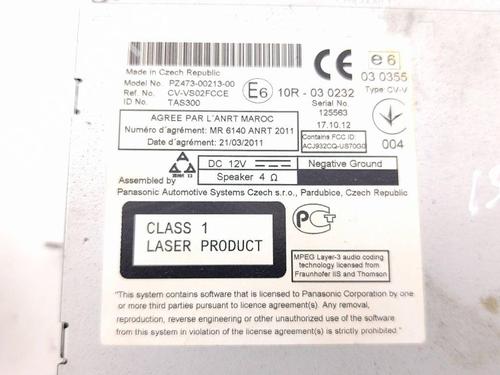 Made in Czech Republic
Model No. PZ473-00213-00
Ref. No. CV-VS02FCCE
ID No. TAS300
E6 10R - 03 0232
Serial No.
125563
17.10.12
e6
03 0355
Type: CV-V
004
AGREE PAR L'ANRT MAROC
Numéro d'agrément: MR 6140 ANRT 2011
Date d'agrément: 21/03/2011
Contains FCC ID:
ACJ932CQ-US70G0
DC 12V
Negative Ground
Speaker 4 Ω
Assembled by
Panasonic Automotive Systems Czech s.r.o., Pardubice, Czech Republic
CLASS 1
LASER PRODUCT
MPEG Layer-3 audio coding
technology licensed from
Fraunhofer IIS and Thomson
"This system contains software that is licensed to Panasonic Corporation by one
or more third parties pursuant to licence agreement(s). Any removal,
reproduction, reverse engineering or other unauthorized use of the software
from this system in violation of the license agreement(s) is strictly prohibited."